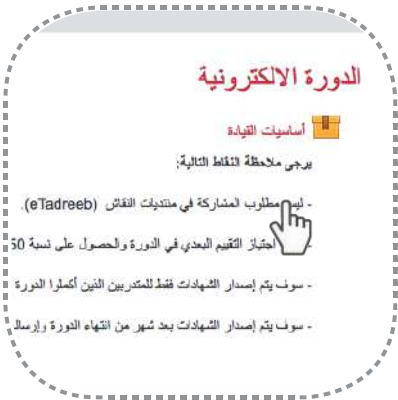 الدورة الالكترونية
أساسيات القيادة
يرجى ملاحظة النقاط التالية:
- ليس مطلوب المشاركة في منتديات النقاش (eTadreeb).
- اجتياز التقييم البعدي في الدورة والحصول على نسبة 50
- سوف يتم إصدار الشهادات فقط للمتدربين الذين أكملوا الدورة
- سوف يتم إصدار الشهادات بعد شهر من انتهاء الدورة وإرسال